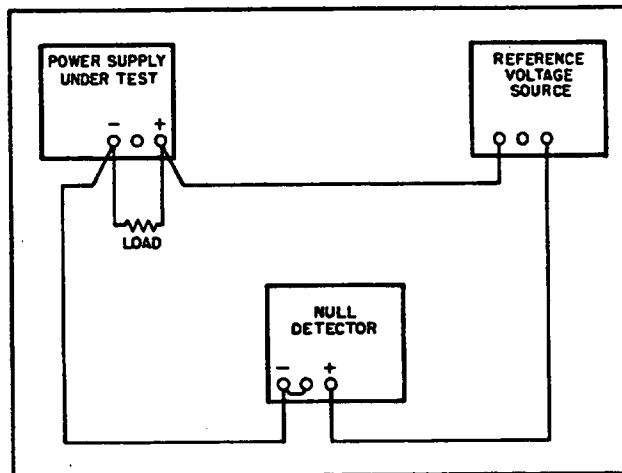 POWER SUPPLY
UNDER TEST
- +
LOAD
REFERENCE
VOLTAGE
SOURCE
NULL
DETECTOR
- +